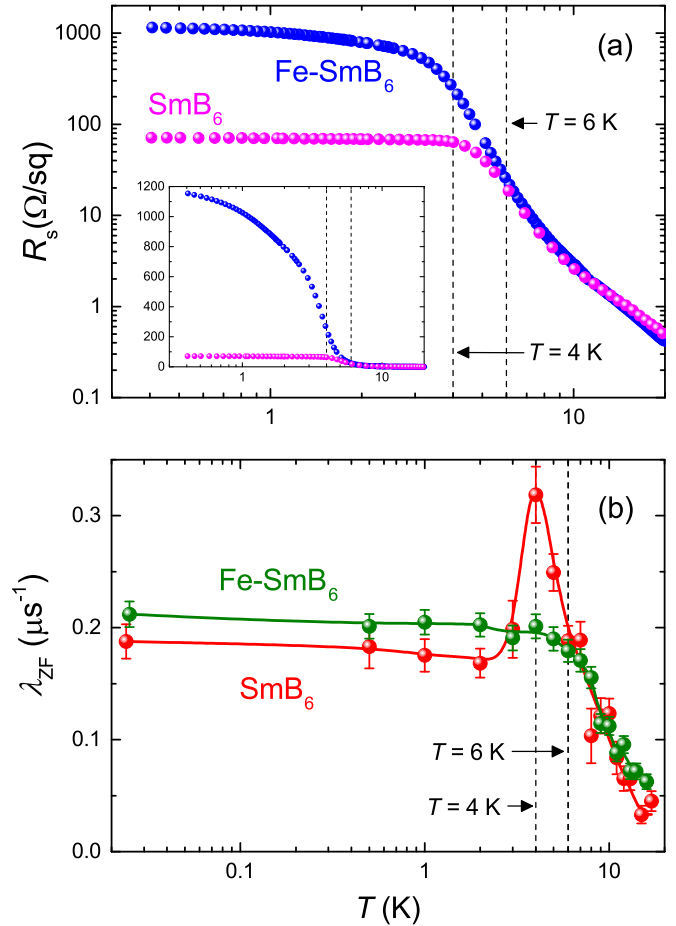 (a)
1000
Fe-SmB₆
SmB₆
100
T = 6 K
10
1
0.1
Rₛ(Ω/sq)
1200
1000
800
600
400
200
0
1
10
T = 4 K
1
10
(b)
0.3
Fe-SmB₆
0.2
SmB₆
λZF (μs⁻¹)
0.1
T = 6 K
T = 4 K
0.0
0.1
1
10
T (K)